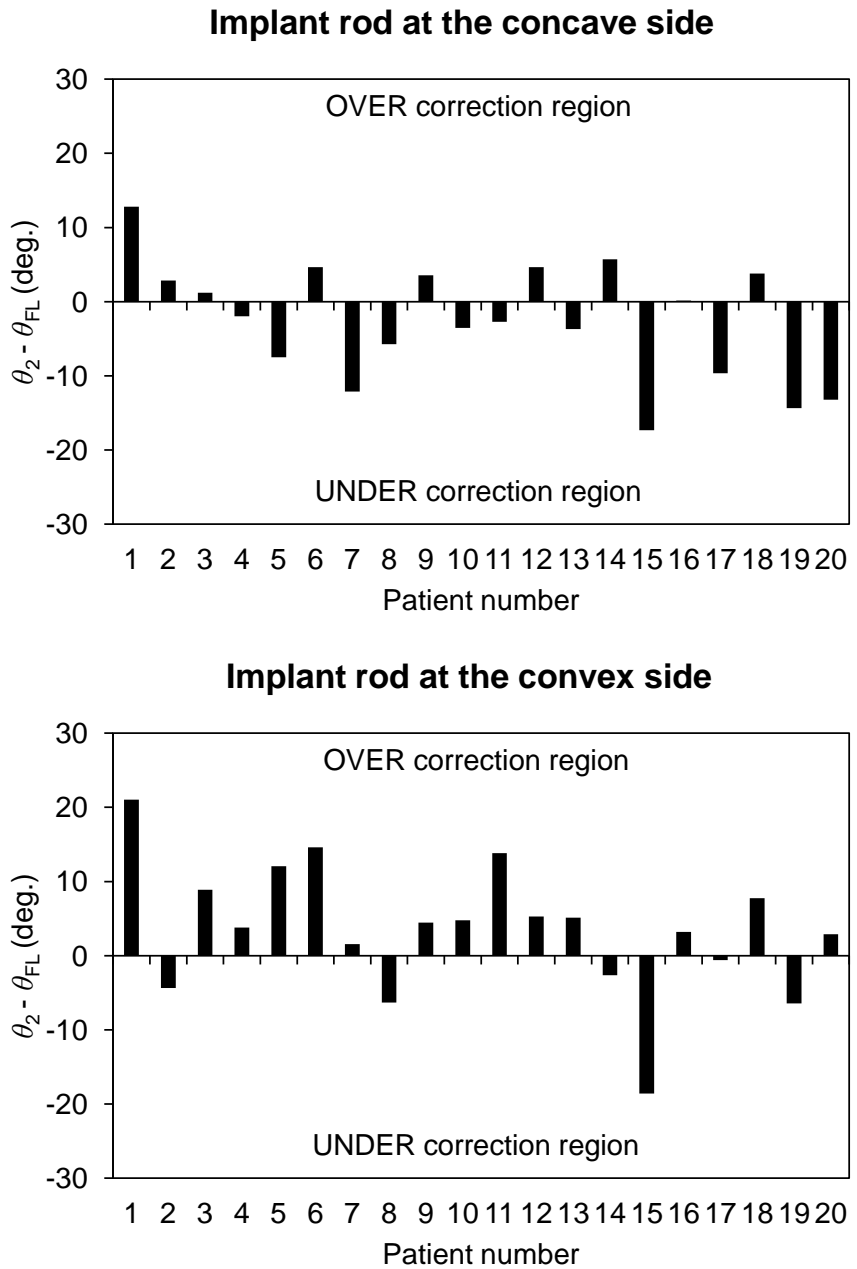 Implant rod at the concave side
30
OVER correction region
20
10
0
-10
-20
UNDER correction region
-30
θ2 - θFL (deg.)
1 2 3 4 5 6 7 8 9 10 11 12 13 14 15 16 17 18 19 20
Patient number
Implant rod at the convex side
30
OVER correction region
20
10
0
-10
-20
UNDER correction region
-30
θ2 - θFL (deg.)
1 2 3 4 5 6 7 8 9 10 11 12 13 14 15 16 17 18 19 20
Patient number